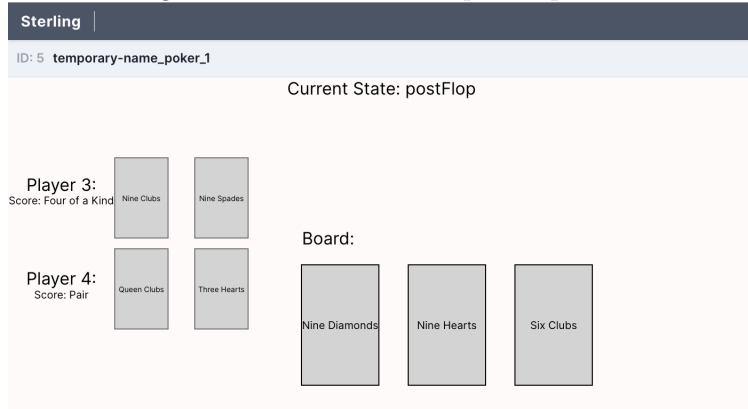 Sterling
ID: 5 temporary-name_poker_1
Current State: postFlop
Player 3:
Score: Four of a Kind
Nine Clubs
Nine Spades
Player 4:
Score: Pair
Queen Clubs
Three Hearts
Board:
Nine Diamonds
Nine Hearts
Six Clubs